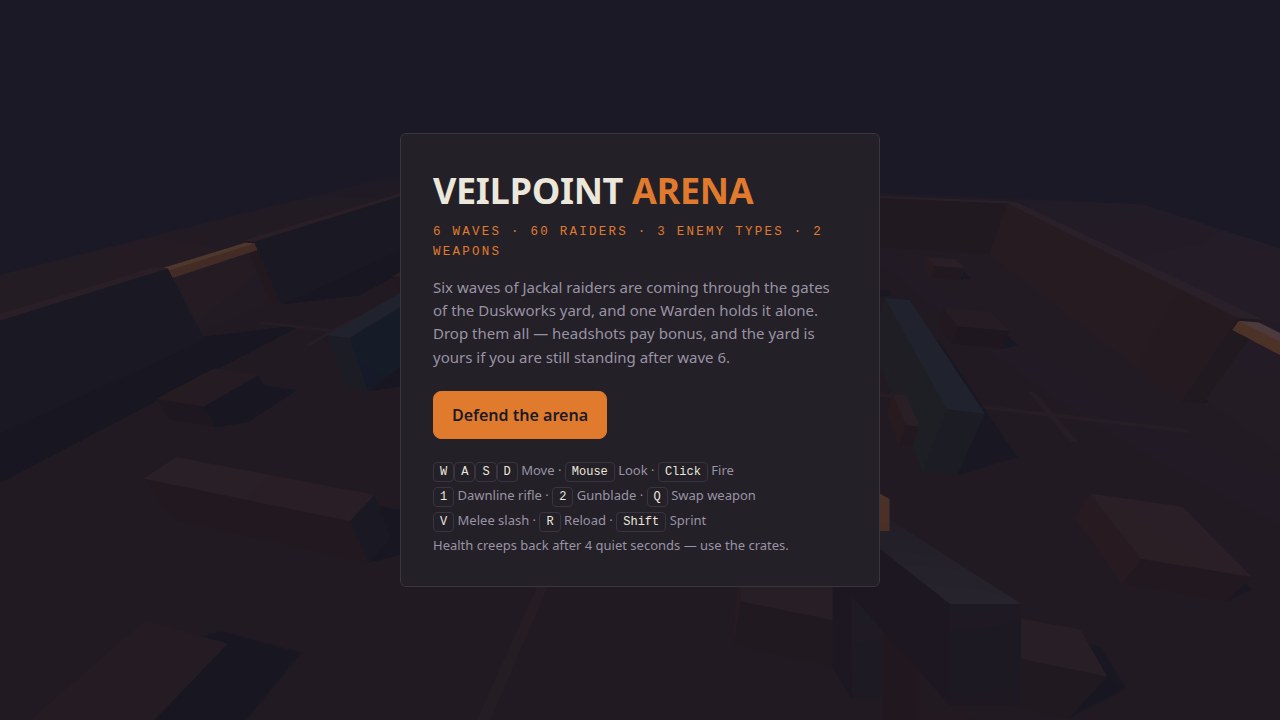 VEILPOINT ARENA
6 WAVES · 60 RAIDERS · 3 ENEMY TYPES · 2
WEAPONS
Six waves of Jackal raiders are coming through the gates
of the Duskworks yard, and one Warden holds it alone.
Drop them all — headshots pay bonus, and the yard is
yours if you are still standing after wave 6.
Defend the arena
W A S D Move · Mouse Look · Click Fire
1 Dawnline rifle · 2 Gunblade · Q Swap weapon
V Melee slash · R Reload · Shift Sprint
Health creeps back after 4 quiet seconds — use the crates.